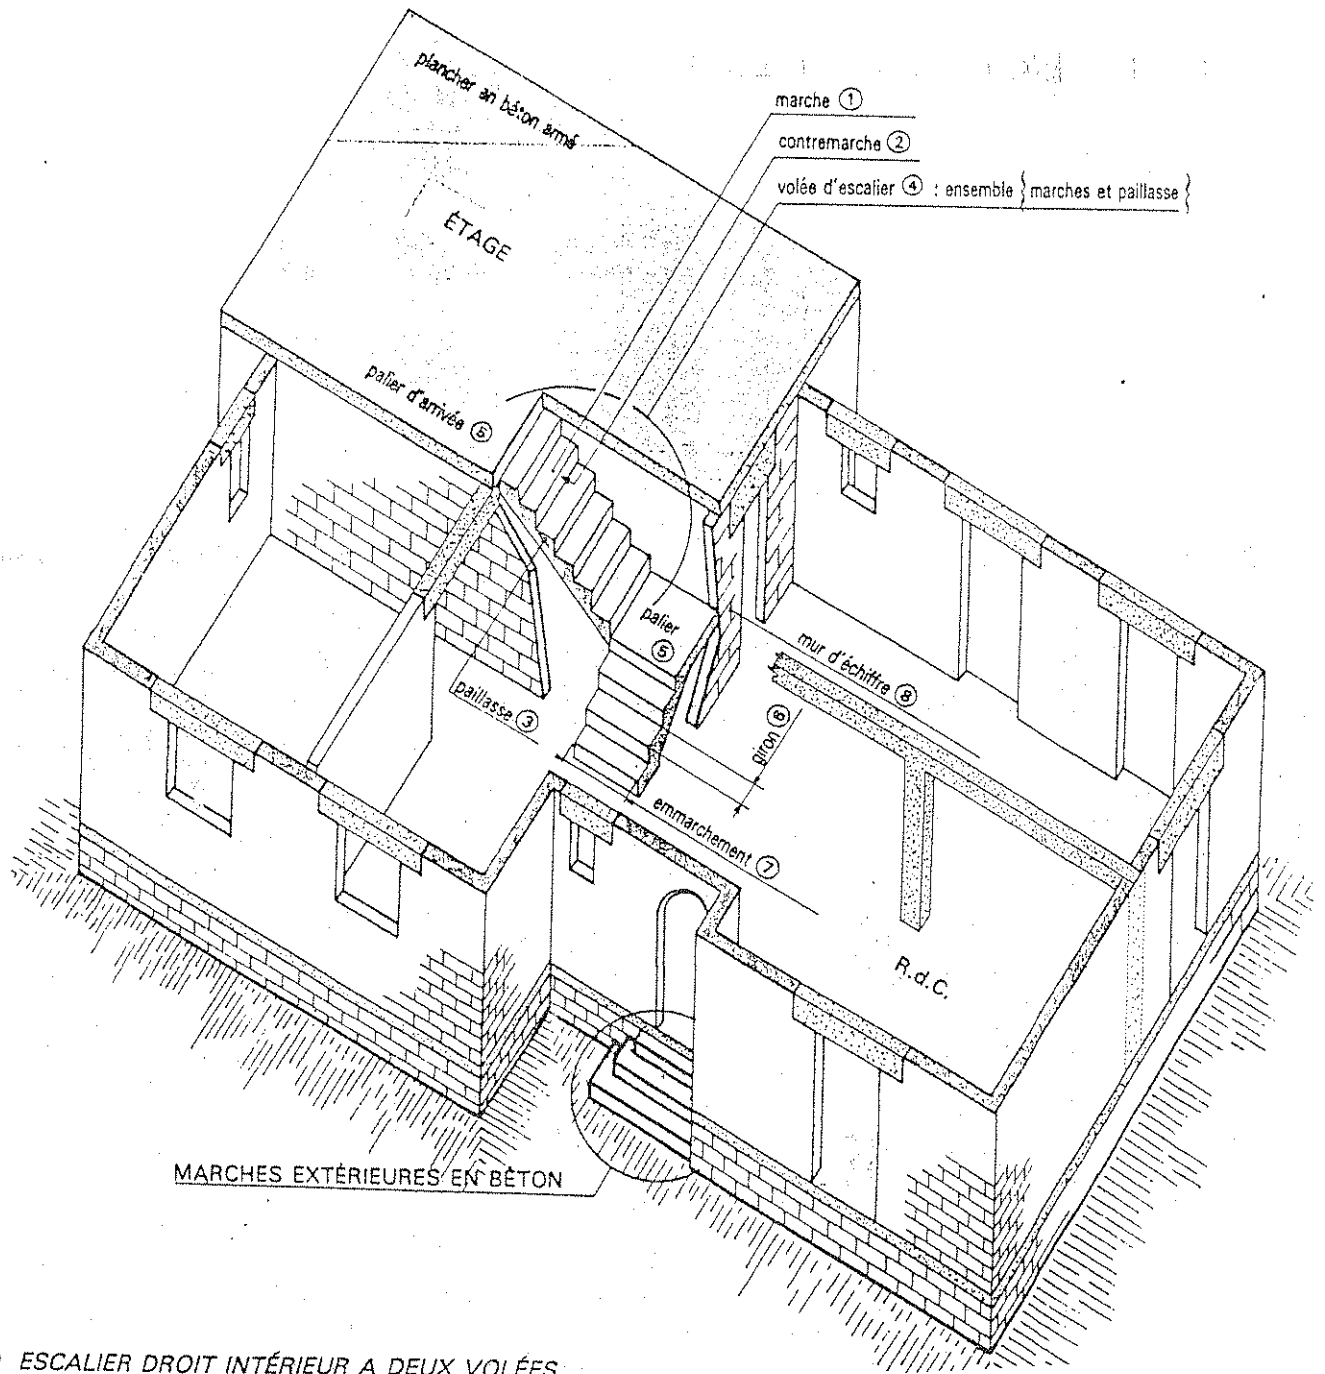 plancher en béton armé
marche ①
contremarche ②
volée d'escalier ④ : ensemble { marches et paillasse {
ÉTAGE
palier d'arrivée ⑤
palier
⑤
mur d'échiffre ⑧
paillasse ③
giron ⑥
emmarchement ⑦
R.d.C.
MARCHES EXTÉRIEURES EN BÉTON
ESCALIER DROIT INTÉRIEUR A DEUX VOLÉES